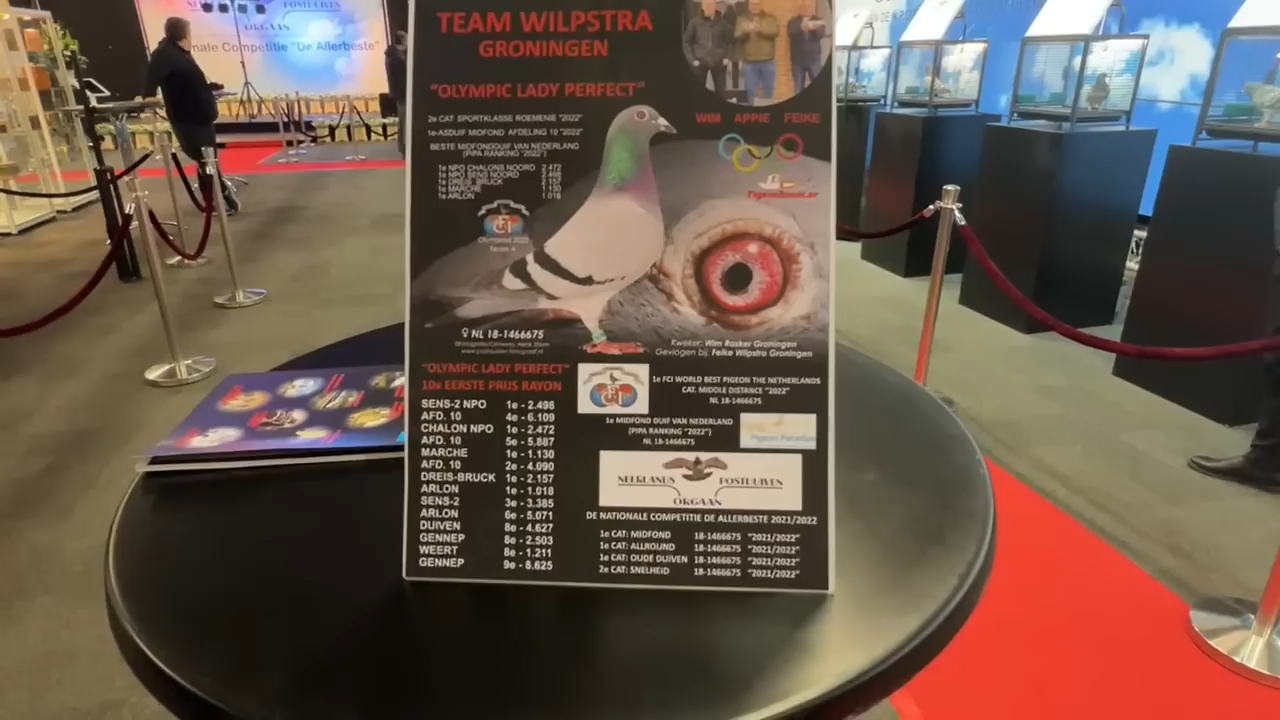 POSTDUIVEN
ORGAAN
nale Competitie "De Allerbeste"
TEAM WILPSTRA
GRONINGEN
"OLYMPIC LADY PERFECT"
2e CAT SPORTKLASSE ROEMENIE "2022"
1e-ASDUIF MIDFOND AFDELING 10 "2022"
BESTE MIDFONDDUIF VAN NEDERLAND
(PIPA RANKING "2022")
1e NPO CHALONS NOORD 2.472
1e NPO SENS NOORD 2.498
1e DREIS BRUCK 2.157
1e MARCHE 1.130
1e ARLON 1.018
WIM APPIE FEIKE
Olympiad 2022
♀ NL 18-1466675
Kweker: Wim Rasker Groningen
Gevlogen bij: Feike Wilpstra Groningen
"OLYMPIC LADY PERFECT"
10x EERSTE PRIJS RAYON
SENS-2 NPO 1e - 2.498
AFD. 10 4e - 6.109
CHALON NPO 1e - 2.472
AFD. 10 5e - 5.887
MARCHE 1e - 1.130
AFD. 10 2e - 4.090
DREIS-BRUCK 1e - 2.157
ARLON 1e - 1.018
SENS-2 3e - 3.385
ARLON 6e - 5.071
DUIVEN 8e - 4.627
GENNEP 8e - 2.503
WEERT 8e - 1.211
GENNEP 9e - 8.625
1e FCI WORLD BEST PIGEON THE NETHERLANDS
CAT. MIDDLE DISTANCE "2022"
NL 18-1466675
1e MIDFOND DUIF VAN NEDERLAND
(PIPA RANKING "2022")
NL 18-1466675
Pigeon Paradise
NEERLANDS POSTDUIVEN
ORGAAN
DE NATIONALE COMPETITIE DE ALLERBESTE 2021/2022
1e CAT: MIDFOND 18-1466675 "2021/2022"
1e CAT: ALLROUND 18-1466675 "2021/2022"
1e CAT: OUDE DUIVEN 18-1466675 "2021/2022"
2e CAT: SNELHEID 18-1466675 "2021/2022"